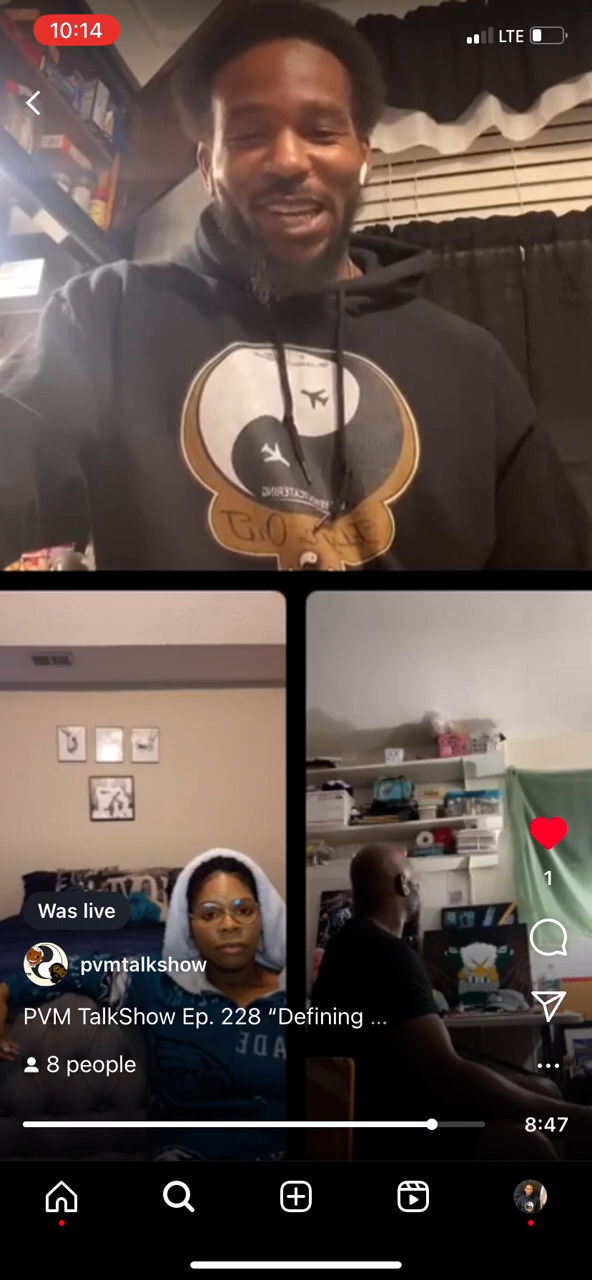 10:14
LTE
Was live
pvmtalkshow
PVM TalkShow Ep. 228 “Defining ...
8 people
1
8:47